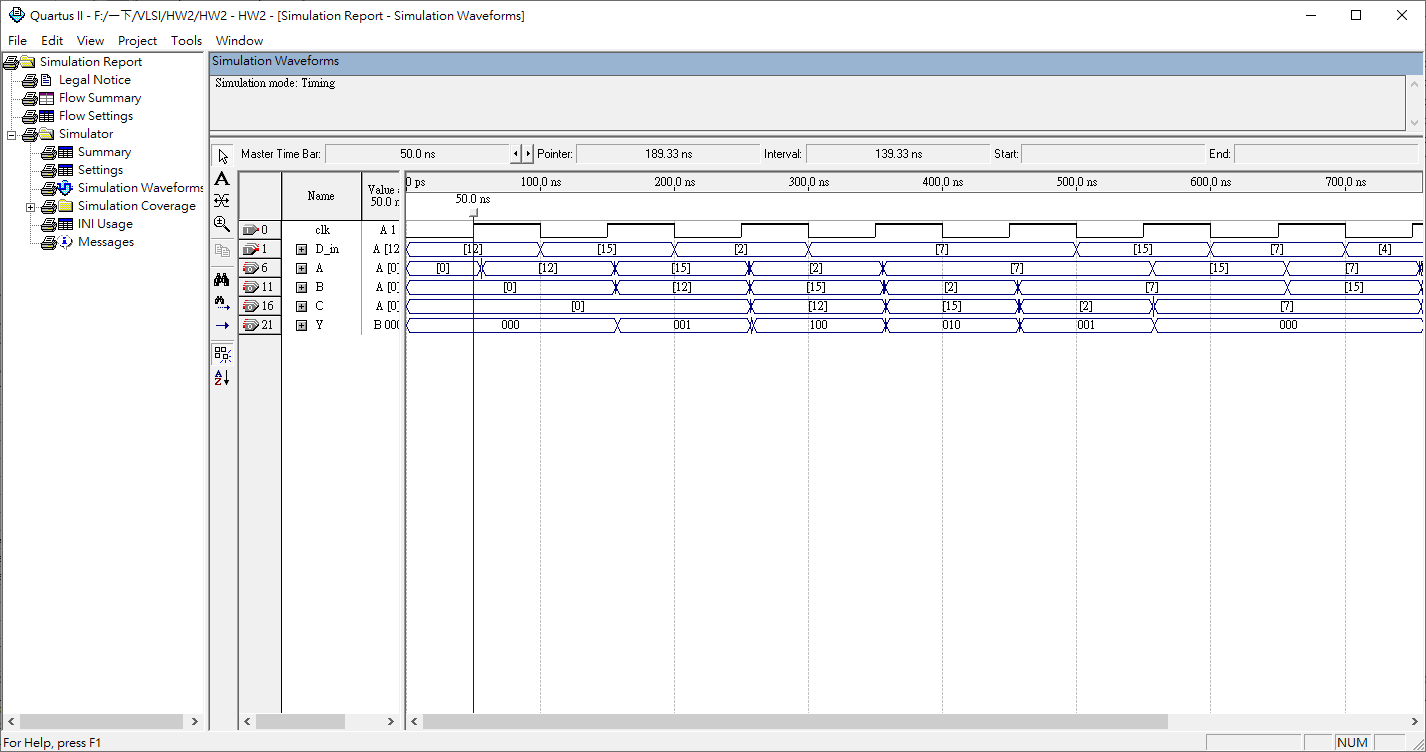 Quartus II - F:/一下/VLSI/HW2/HW2 - HW2 - [Simulation Report - Simulation Waveforms]
File Edit View Project Tools Window
Simulation Report
Legal Notice
Flow Summary
Flow Settings
Simulator
Summary
Settings
Simulation Waveforms
Simulation Coverage
INI Usage
Messages
Simulation Waveforms
Simulation mode: Timing
Master Time Bar: 50.0 ns Pointer: 189.33 ns Interval: 139.33 ns Start: End:
Name Value a 50.0 n
0 ps 100.0 ns 200.0 ns 300.0 ns 400.0 ns 500.0 ns 600.0 ns 700.0 ns
50.0 ns
0 clk A 1
1 D_in A [12 [12] [15] [2] [7] [15] [7] [4]
6 A A [0] [0] [12] [15] [2] [7] [15] [7]
11 B A [0] [0] [12] [15] [2] [7] [15]
16 C A [0] [0] [12] [15] [2] [7]
21 Y B 000 000 001 100 010 001 000
For Help, press F1 NUM